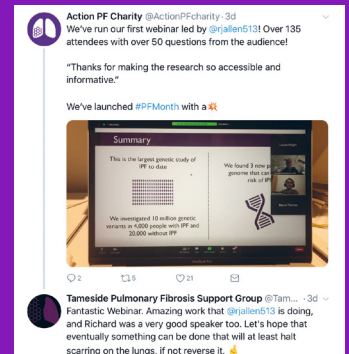 Action PF Charity @ActionPFcharity · 3d
We've run our first webinar led by @rjallen513! Over 135
attendees with over 50 questions from the audience!
"Thanks for making the research so accessible and
informative."
We've launched #PFMonth with a💥
Summary
This is the largest genetic study of
IPF to date
We investigated 10 million genetic
variants in 4,000 people with IPF and
20,000 without IPF
We found 3 new
genome that can
risk of
2
5
21
Tameside Pulmonary Fibrosis Support Group @Tam... · 3d
Fantastic Webinar. Amazing work that @rjallen513 is doing,
and Richard was a very good speaker too. Let's hope that
eventually something can be done that will at least halt
scarring on the lungs, if not reverse it. 👍